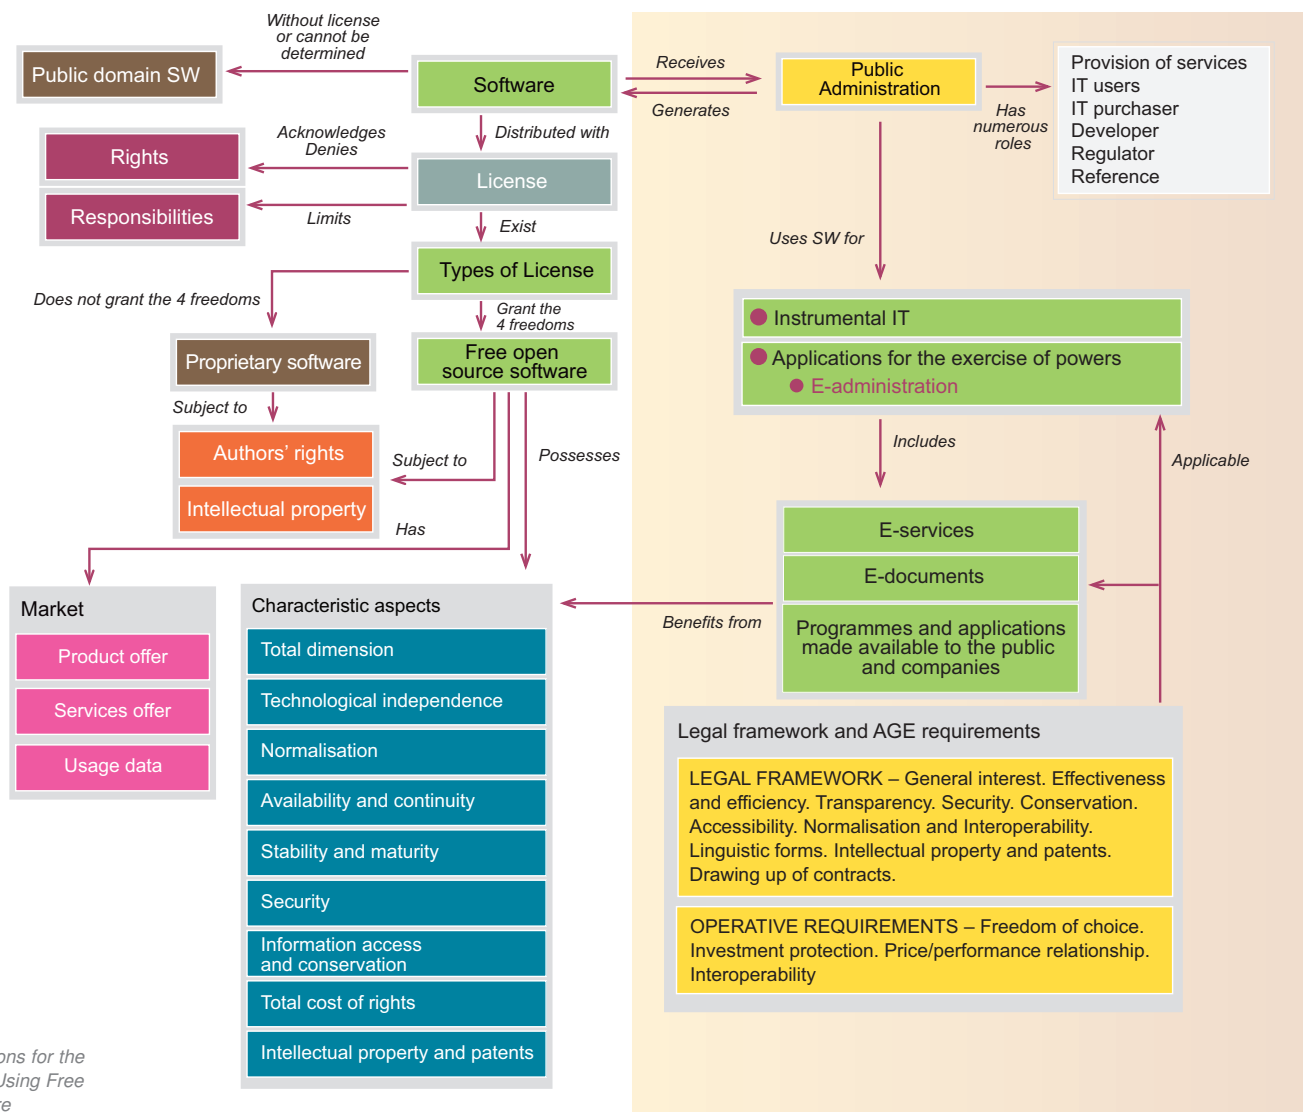 Without license
or cannot be
determined
Public domain SW
Software
Receives
Generates
Public
Administration
Has
numerous
roles
Provision of services
IT users
IT purchaser
Developer
Regulator
Reference
Distributed with
Acknowledges
Denies
Rights
Responsibilities
Limits
License
Exist
Types of License
Does not grant the 4 freedoms
Grant the
4 freedoms
Proprietary software
Free open
source software
Subject to
Authors' rights
Intellectual property
Subject to
Possesses
Has
Uses SW for
Instrumental IT
Applications for the exercise of powers
E-administration
Includes
Applicable
E-services
E-documents
Programmes and applications
made available to the public
and companies
Benefits from
Market
Product offer
Services offer
Usage data
Characteristic aspects
Total dimension
Technological independence
Normalisation
Availability and continuity
Stability and maturity
Security
Information access
and conservation
Total cost of rights
Intellectual property and patents
Legal framework and AGE requirements
LEGAL FRAMEWORK – General interest. Effectiveness
and efficiency. Transparency. Security. Conservation.
Accessibility. Normalisation and Interoperability.
Linguistic forms. Intellectual property and patents.
Drawing up of contracts.
OPERATIVE REQUIREMENTS – Freedom of choice.
Investment protection. Price/performance relationship.
Interoperability
for the
Using Free